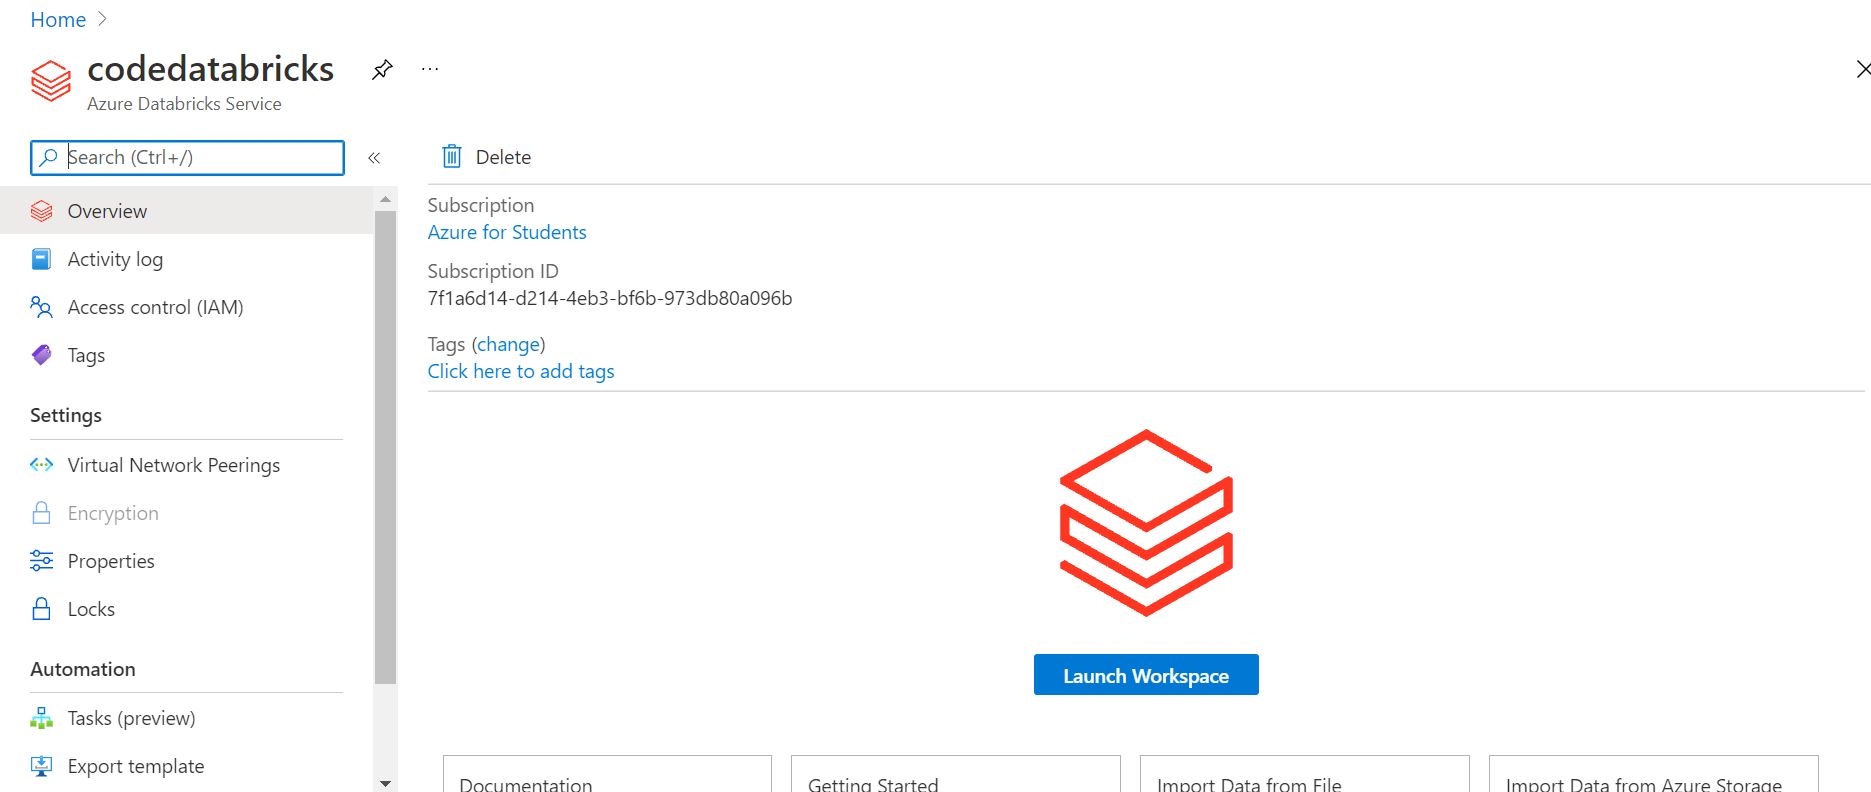 Home
codedatabricks
...
Azure Databricks Service
Search (Ctrl+/)
«
Delete
Overview
Activity log
Access control (IAM)
Tags
Settings
Virtual Network Peerings
Encryption
Properties
Locks
Automation
Tasks (preview)
Export template
Subscription
Azure for Students
Subscription ID
7f1a6d14-d214-4eb3-bf6b-973db80a096b
Tags (change)
Click here to add tags
Launch Workspace
Documentation
Getting Started
Import Data from File
Import Data from Azure Storage